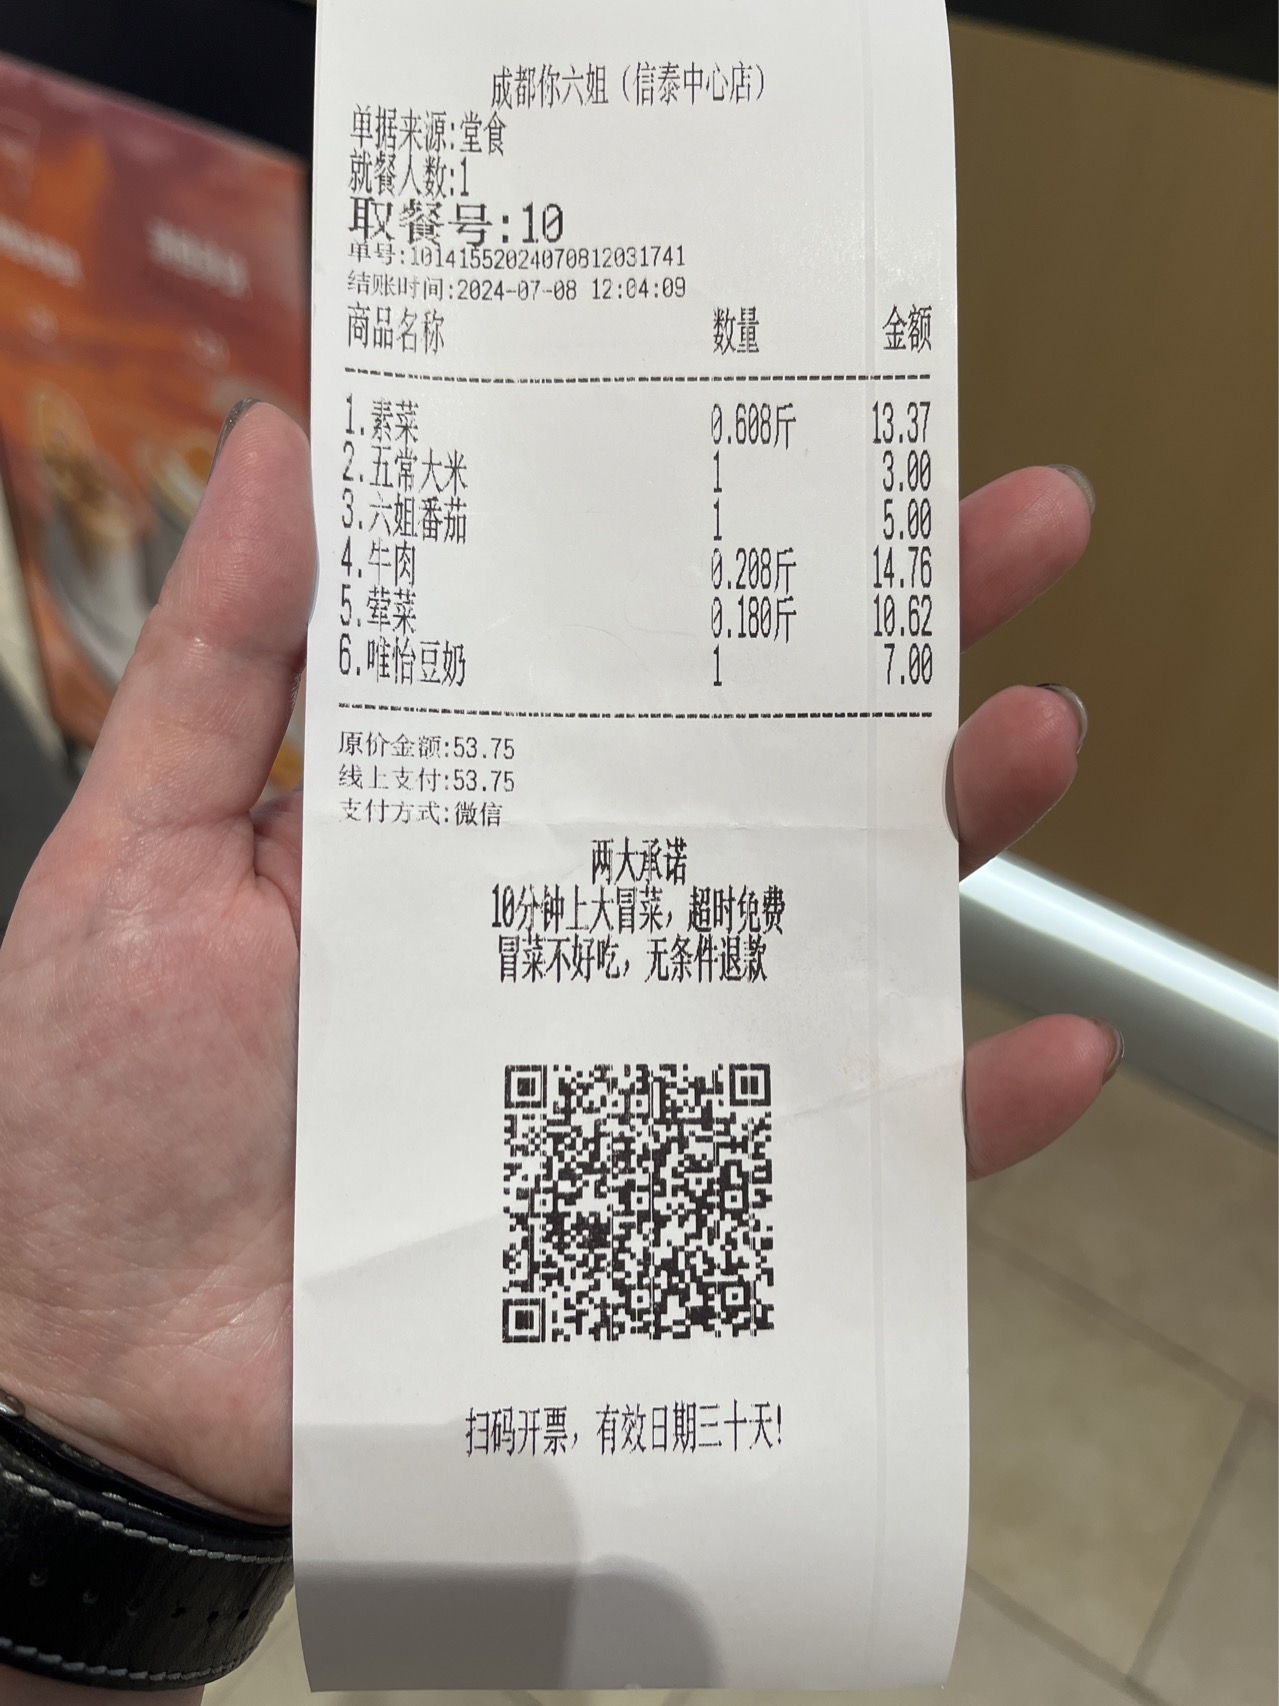 成都你六姐（信泰中心店）
单据来源:堂食
就餐人数:1
取餐号:10
单号:10141552024070812031741
结账时间:2024-07-08 12:04:09
商品名称 数量 金额
1.素菜 0.608斤 13.37
2.五常大米 1 3.00
3.六姐番茄 1 5.00
4.牛肉 0.208斤 14.76
5.荤菜 0.180斤 10.62
6.唯怡豆奶 1 7.00
原价金额:53.75
线上支付:53.75
支付方式:微信
两大承诺
10分钟上大冒菜，超时免费
冒菜不好吃，无条件退款
扫码开票，有效日期三十天!